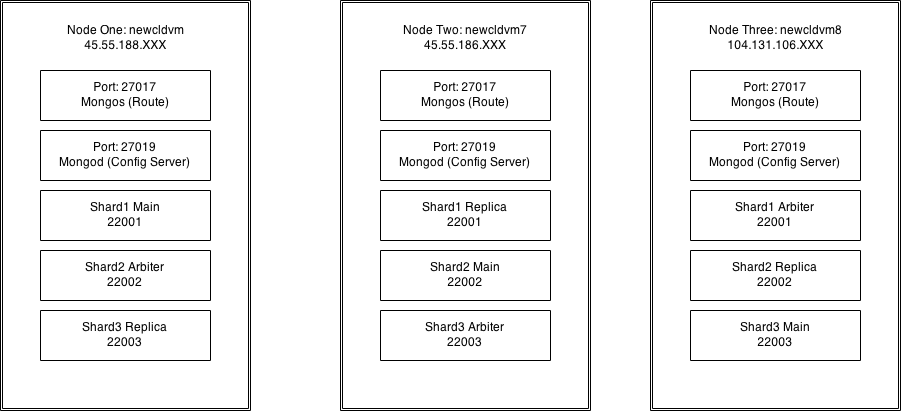 Node One: newcldvm
45.55.188.XXX
Port: 27017
Mongos (Route)
Port: 27019
Mongod (Config Server)
Shard1 Main
22001
Shard2 Arbiter
22002
Shard3 Replica
22003
Node Two: newcldvm7
45.55.186.XXX
Port: 27017
Mongos (Route)
Port: 27019
Mongod (Config Server)
Shard1 Replica
22001
Shard2 Main
22002
Shard3 Arbiter
22003
Node Three: newcldvm8
104.131.106.XXX
Port: 27017
Mongos (Route)
Port: 27019
Mongod (Config Server)
Shard1 Arbiter
22001
Shard2 Replica
22002
Shard3 Main
22003